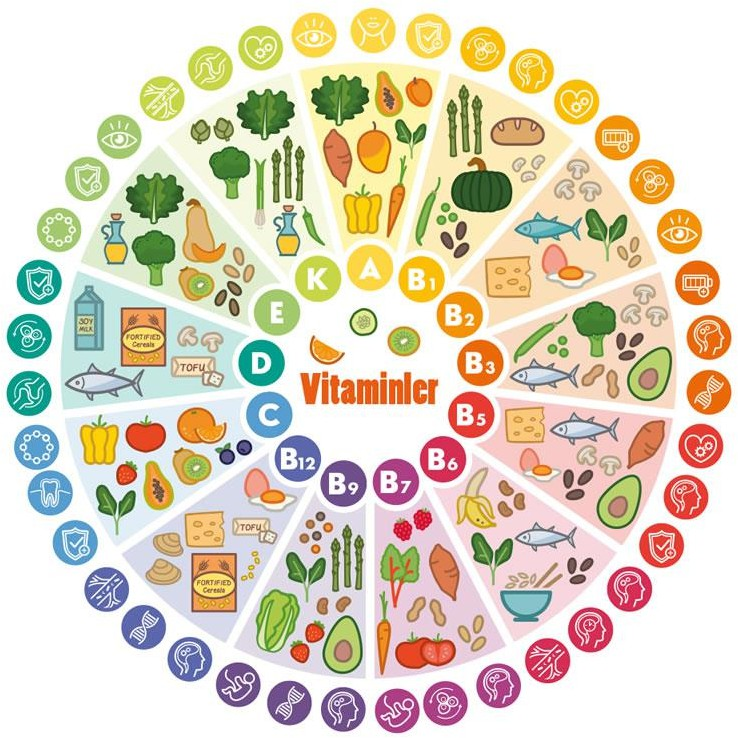 A
B1
B2
B3
B5
B6
B7
B9
B12
C
D
E
K
Vitaminler
SOY
MILK
FORTIFIED
Cereals
TOFU
TOFU
FORTIFIED
Cereals